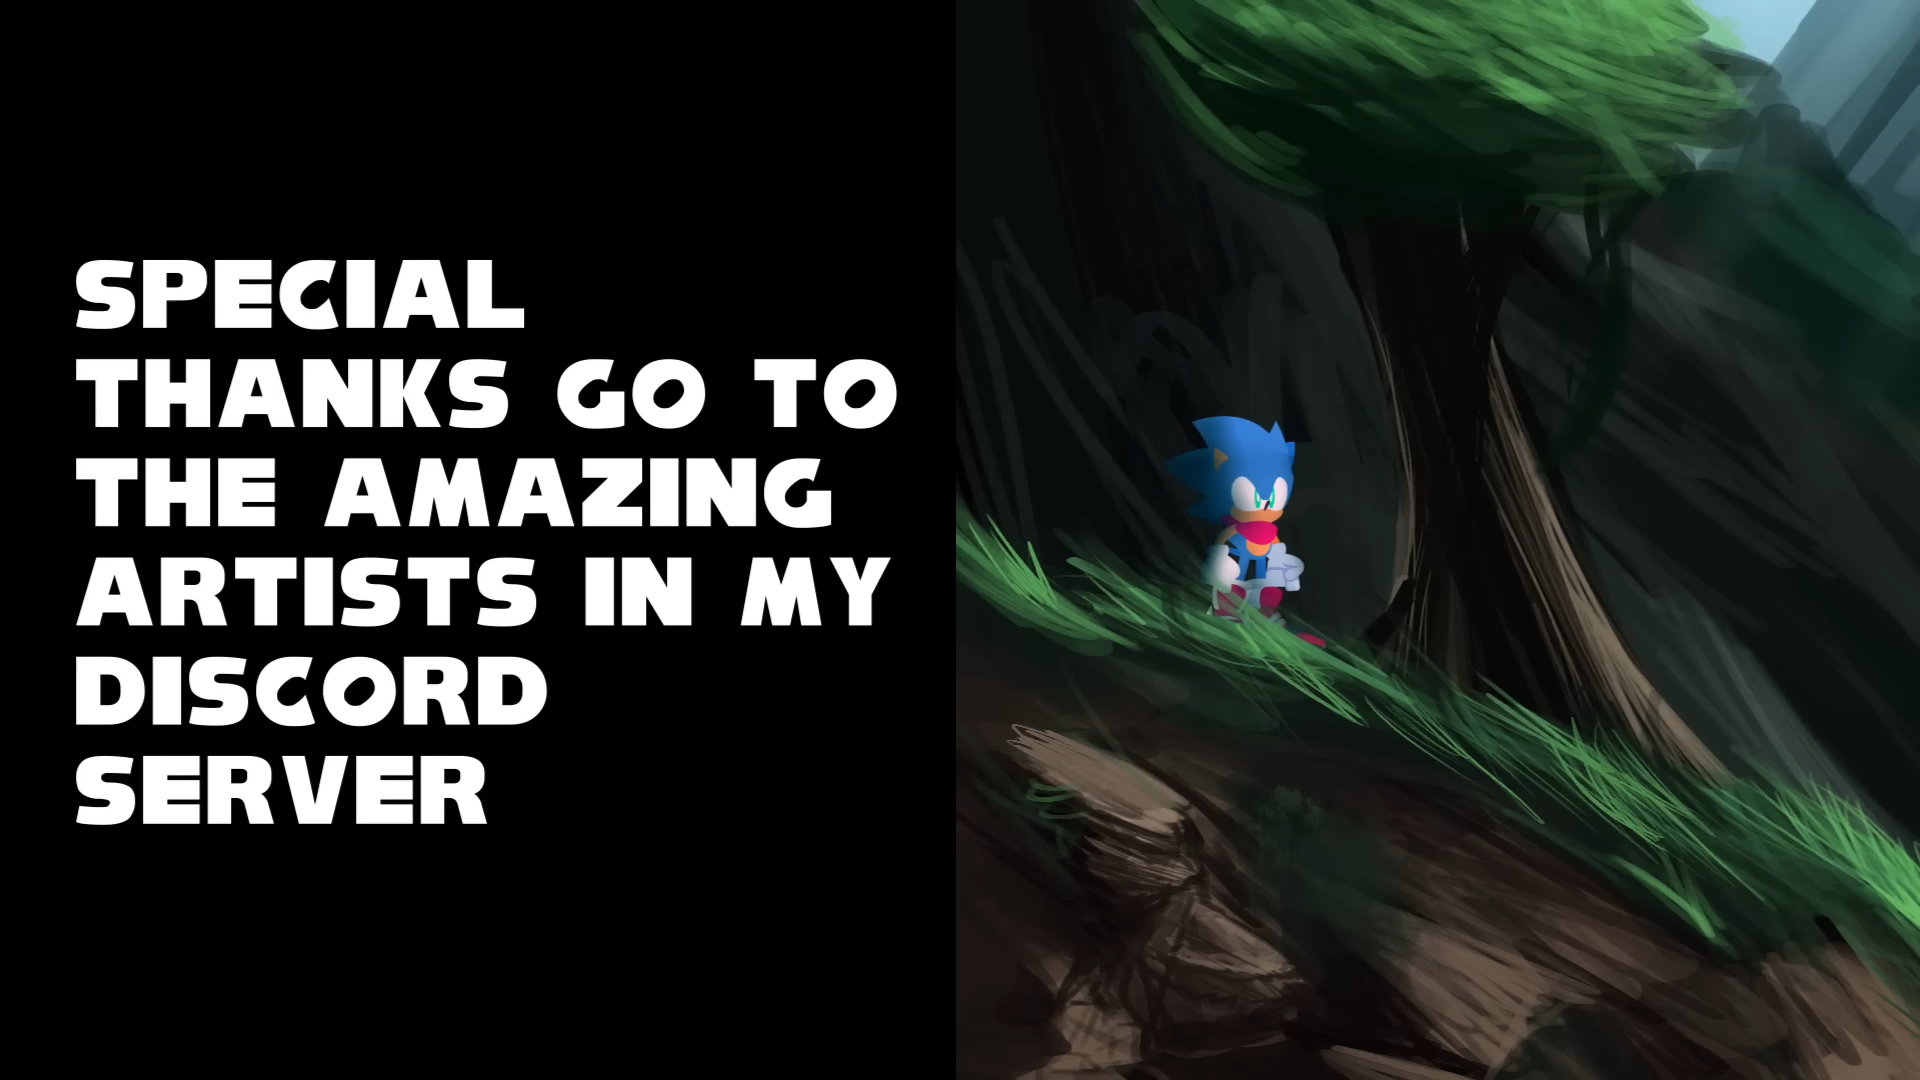 SPECIAL
THANKS GO TO
THE AMAZING
ARTISTS IN MY
DISCORD
SERVER